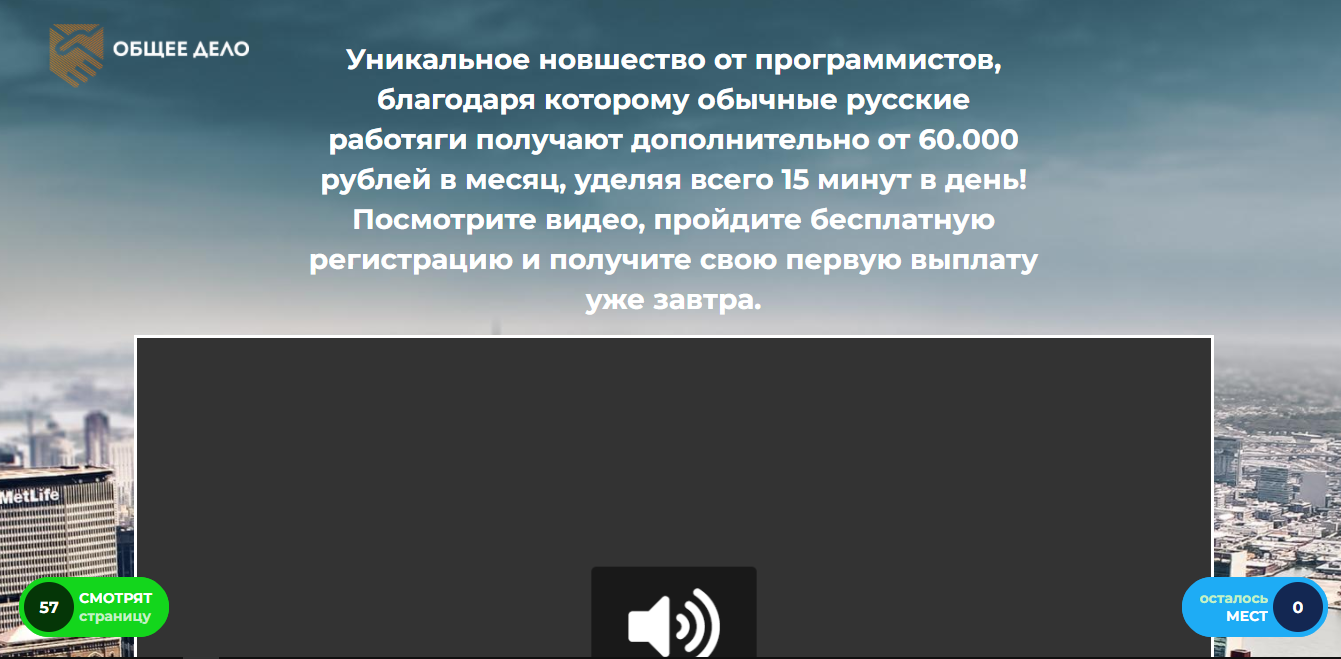 ОБЩЕЕ ДЕЛО
Уникальное новшество от программистов,
благодаря которому обычные русские
работяги получают дополнительно от 60.000
рублей в месяц, уделяя всего 15 минут в день!
Посмотрите видео, пройдите бесплатную
регистрацию и получите свою первую выплату
уже завтра.
MetLife
57
СМОТРЯТ
страницу
осталось
МЕСТ
0